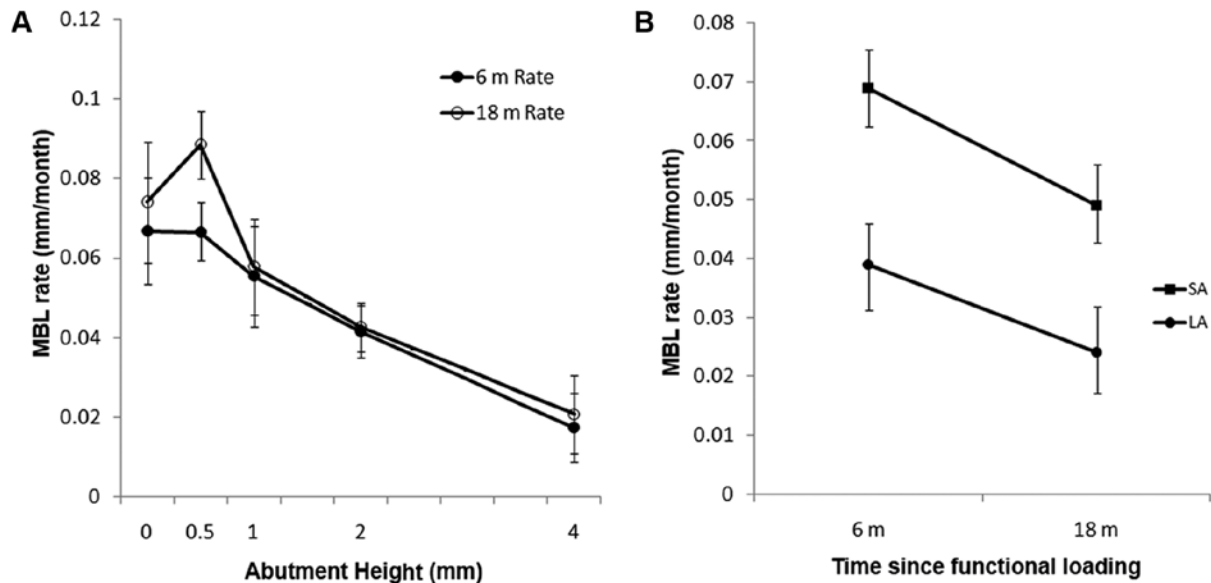 A
0.12
0.1
0.08
0.06
0.04
0.02
0
MBL rate (mm/month)
6 m Rate
18 m Rate
0 0.5 1 2 4
Abutment Height (mm)
B
0.08
0.07
0.06
0.05
0.04
0.03
0.02
0.01
0
MBL rate (mm/month)
SA
LA
6 m 18 m
Time since functional loading